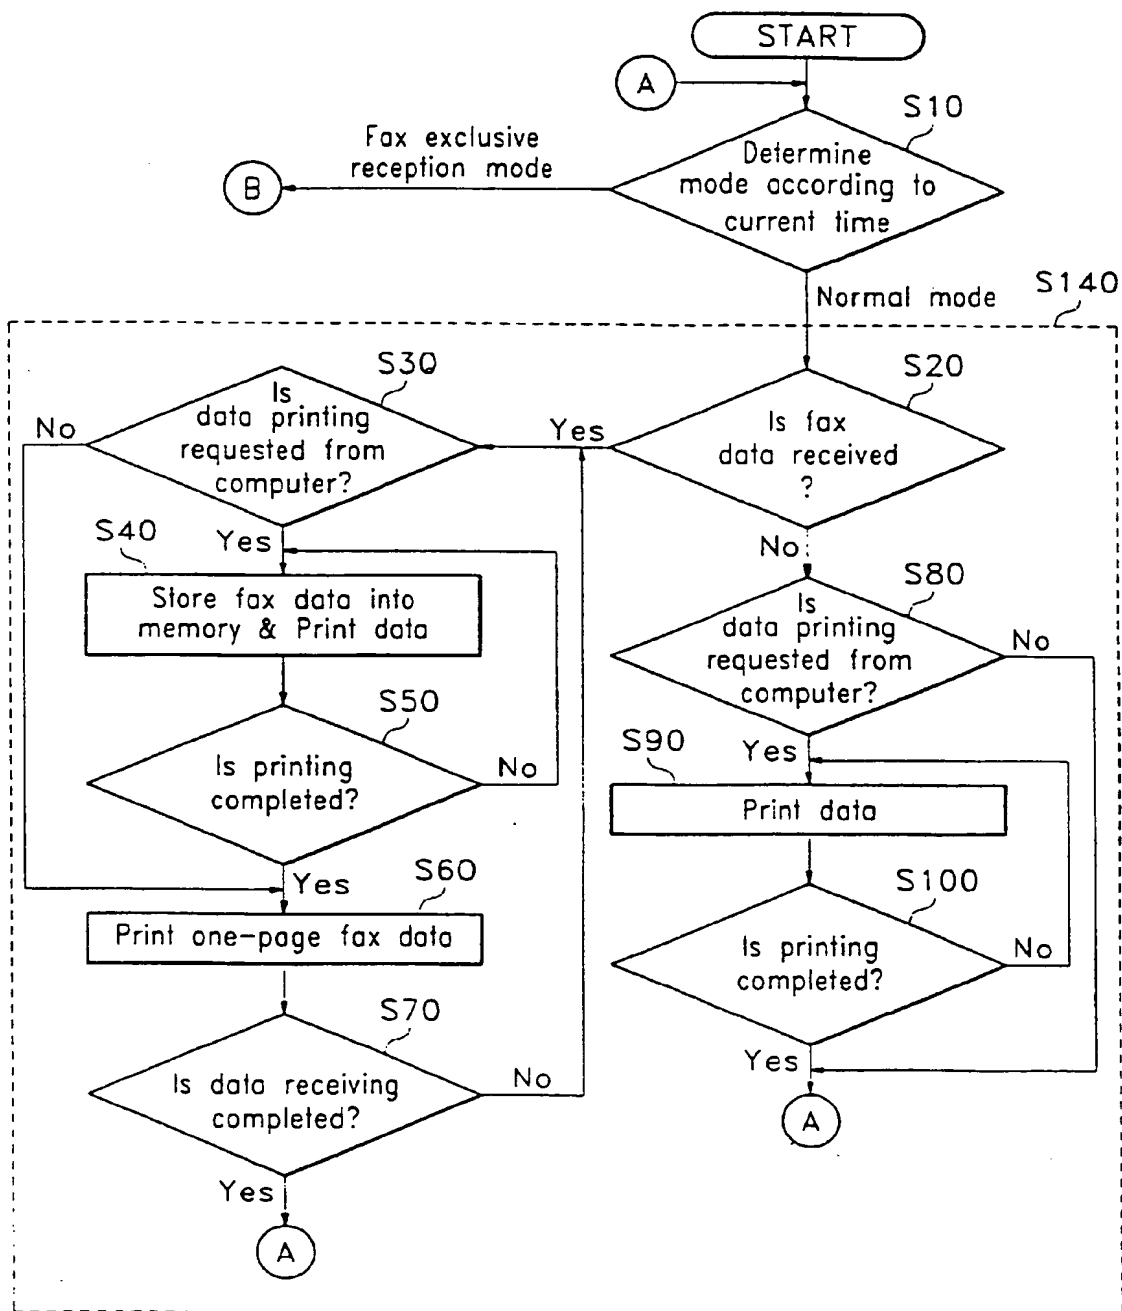 START
A
S10
Fax exclusive
reception mode
B
Determine
mode according to
current time
Normal mode
S140
S30
S20
No
Is
data printing
requested from
computer?
Yes
Is fax
data received
?
Yes
No
S40
Store fax data into
memory & Print data
S80
Is
data printing
requested from
computer?
No
S50
Is printing
completed?
No
Yes
S90
Print data
Yes
S60
Print one-page fax data
S100
Is printing
completed?
No
S70
Is data receiving
completed?
No
Yes
A
Yes
A